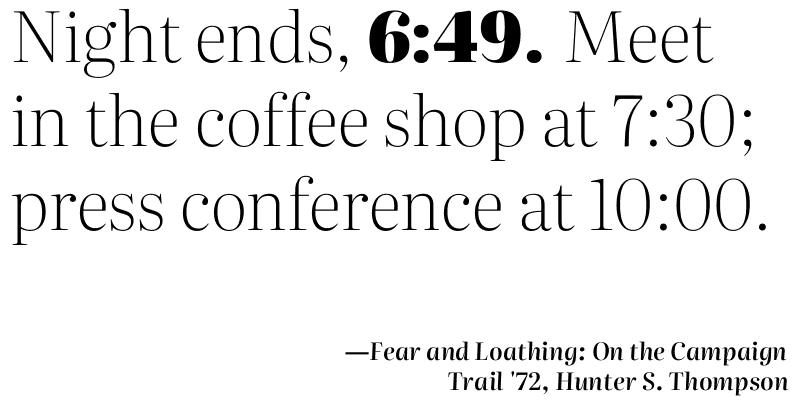 Night ends, 6:49. Meet
in the coffee shop at 7:30;
press conference at 10:00.
—Fear and Loathing: On the Campaign
Trail '72, Hunter S. Thompson